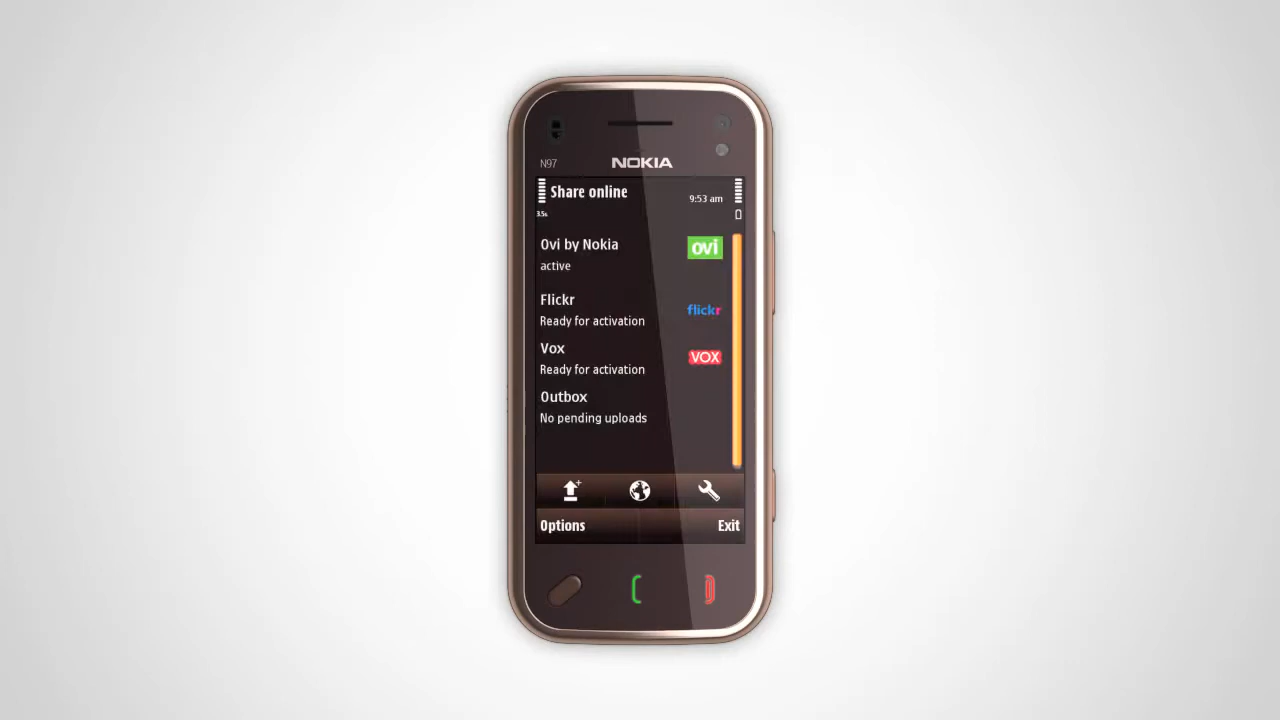 N97
NOKIA
Share online
9:53 am
3.5G
Ovi by Nokia
ovi
active
Flickr
flickr
Ready for activation
Vox
VOX
Ready for activation
Outbox
No pending uploads
Options
Exit